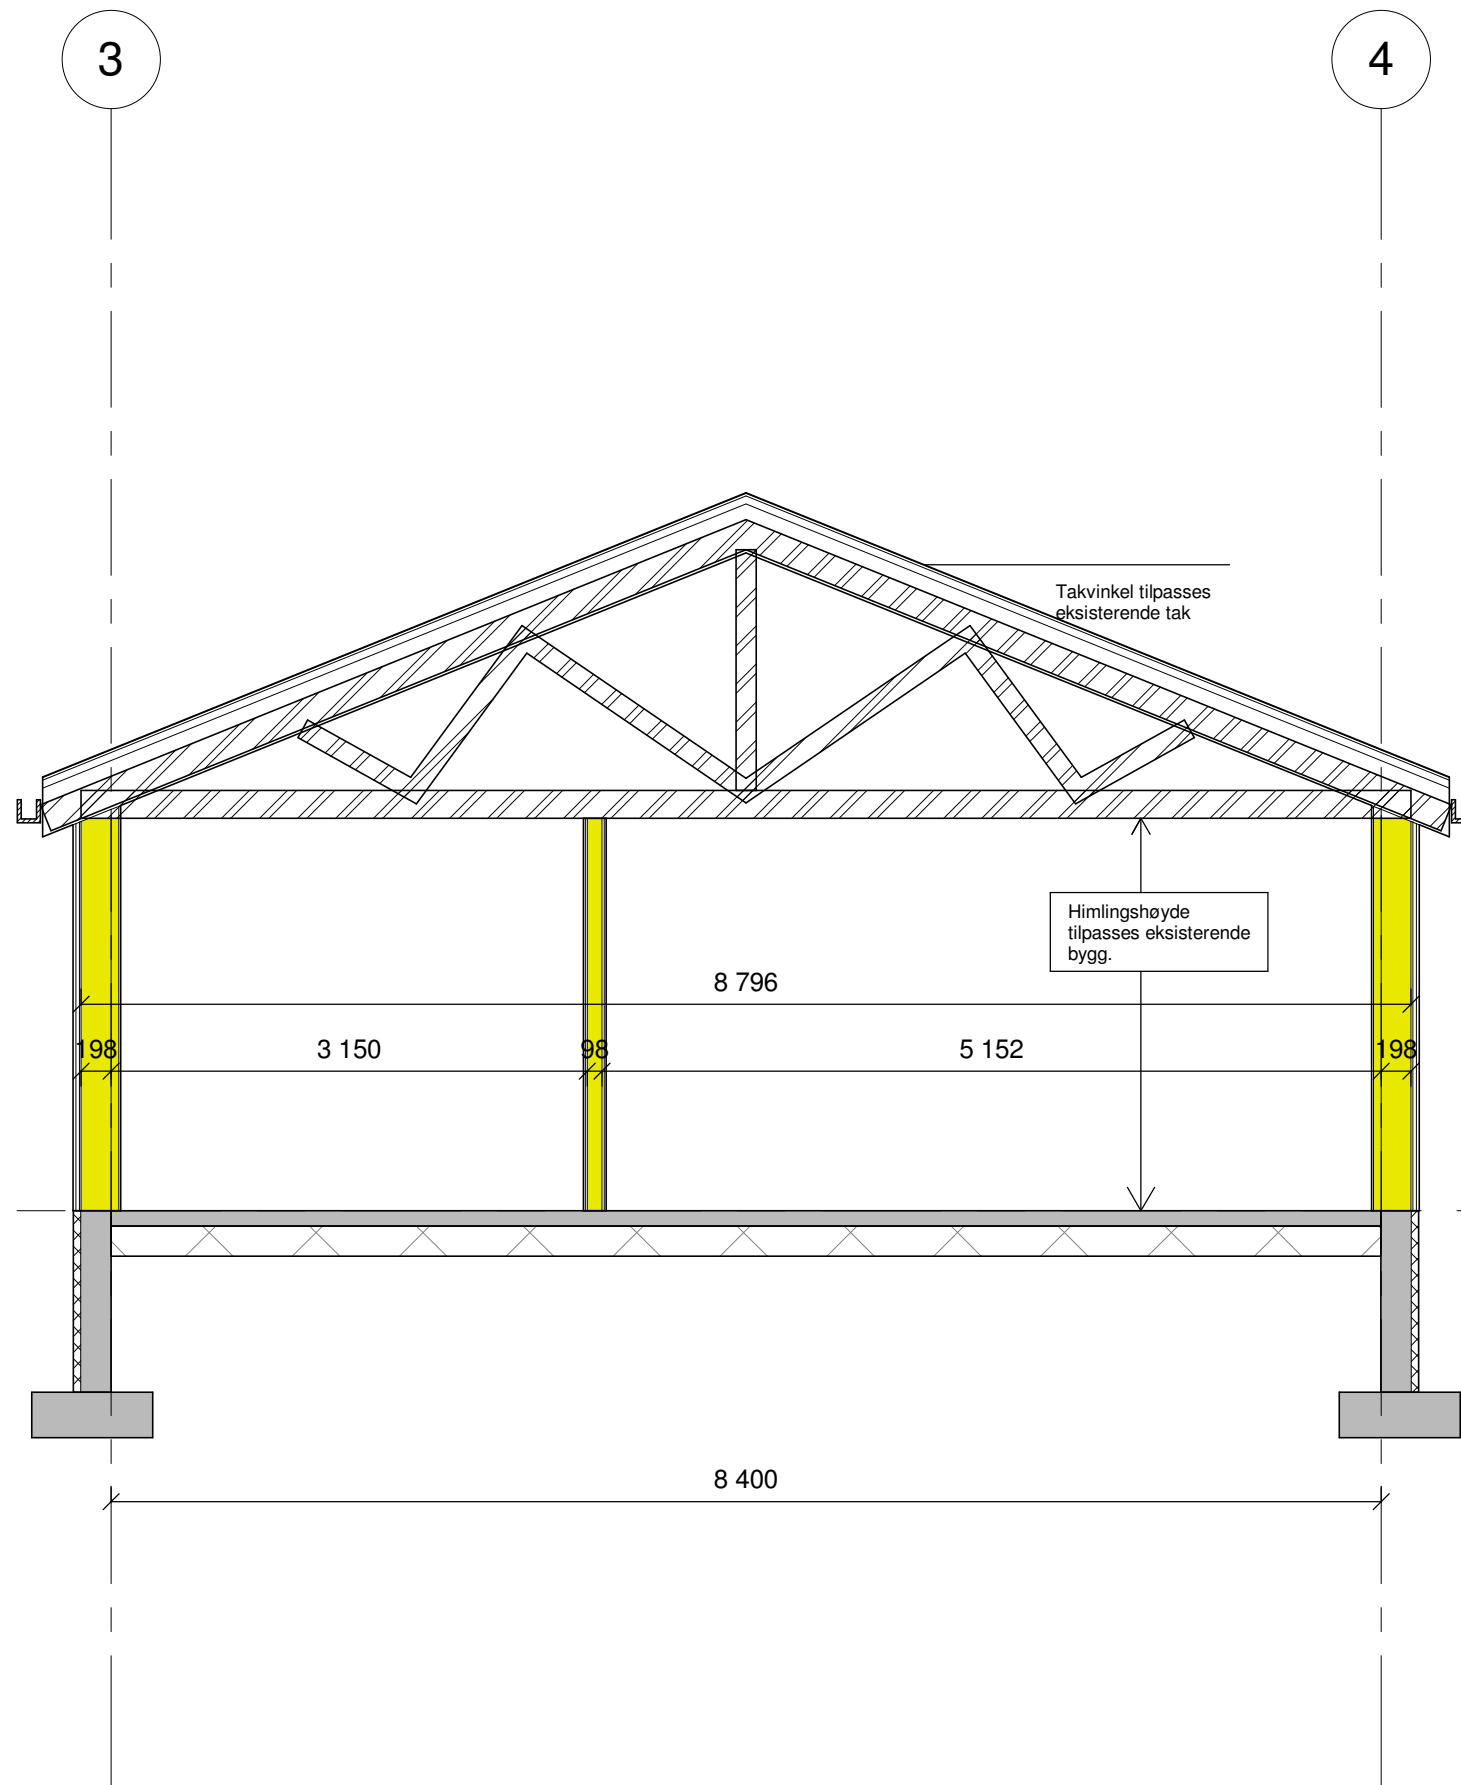 3
4
Takvinkel tilpasses
eksisterende tak
Himlingshøyde
tilpasses eksisterende
bygg.
8 796
198
3 150
98
5 152
198
8 400